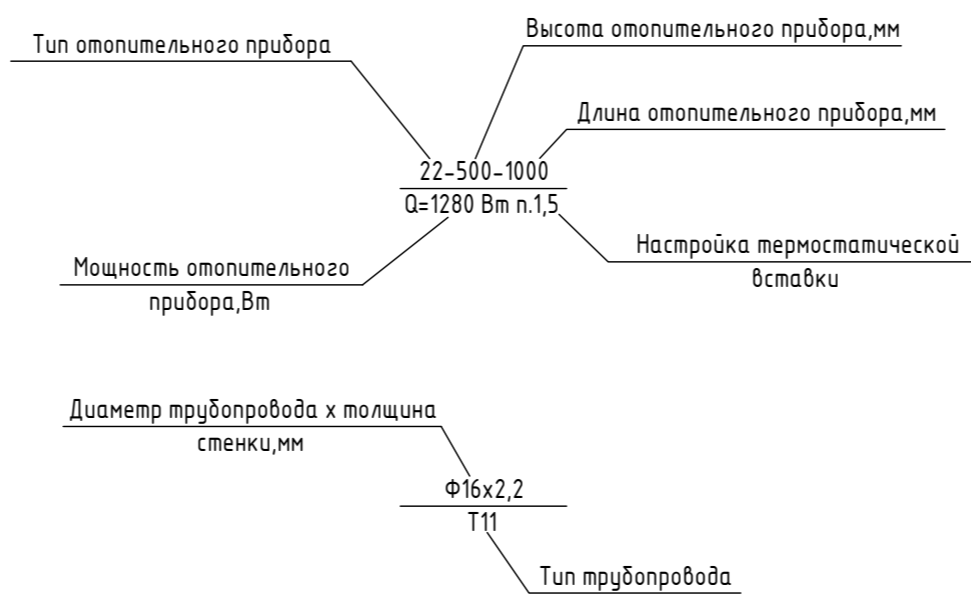 Высота отопительного прибора,мм
Тип отопительного прибора
Длина отопительного прибора,мм
22-500-1000
Q=1280 Вт п.1,5
Настройка термостатической
вставки
Мощность отопительного
прибора,Вт
Диаметр трубопровода х толщина
стенки,мм
Ф16х2,2
Т11
Тип трубопровода